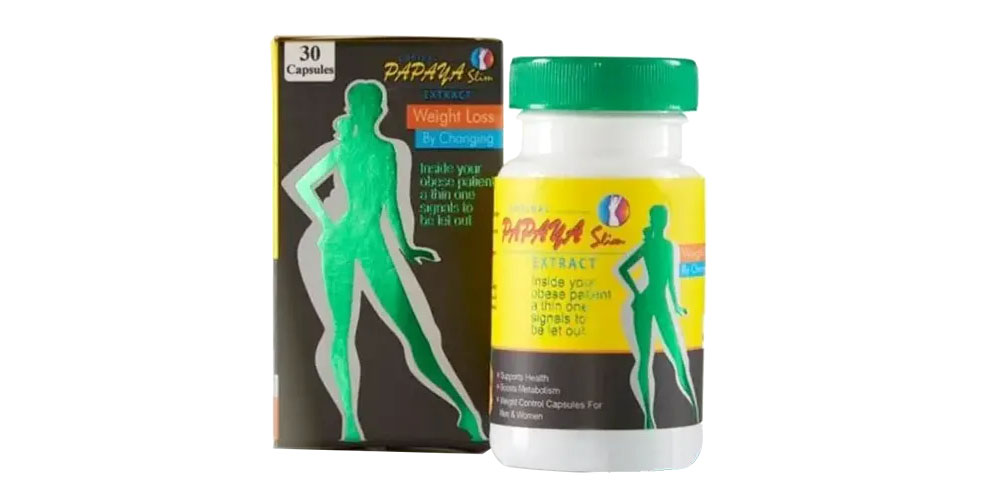 30
Capsules
PAPAYA Slim
EXTRACT
Weight Loss
By Changing
Inside your
obese patient
a thin one
signals to
be let out
PAPAYA Slim
EXTRACT
Inside your
obese patient
a thin one
signals to
be let out
Supports Health
Boosts Metabolism
Weight Control Capsules For
Men & Women